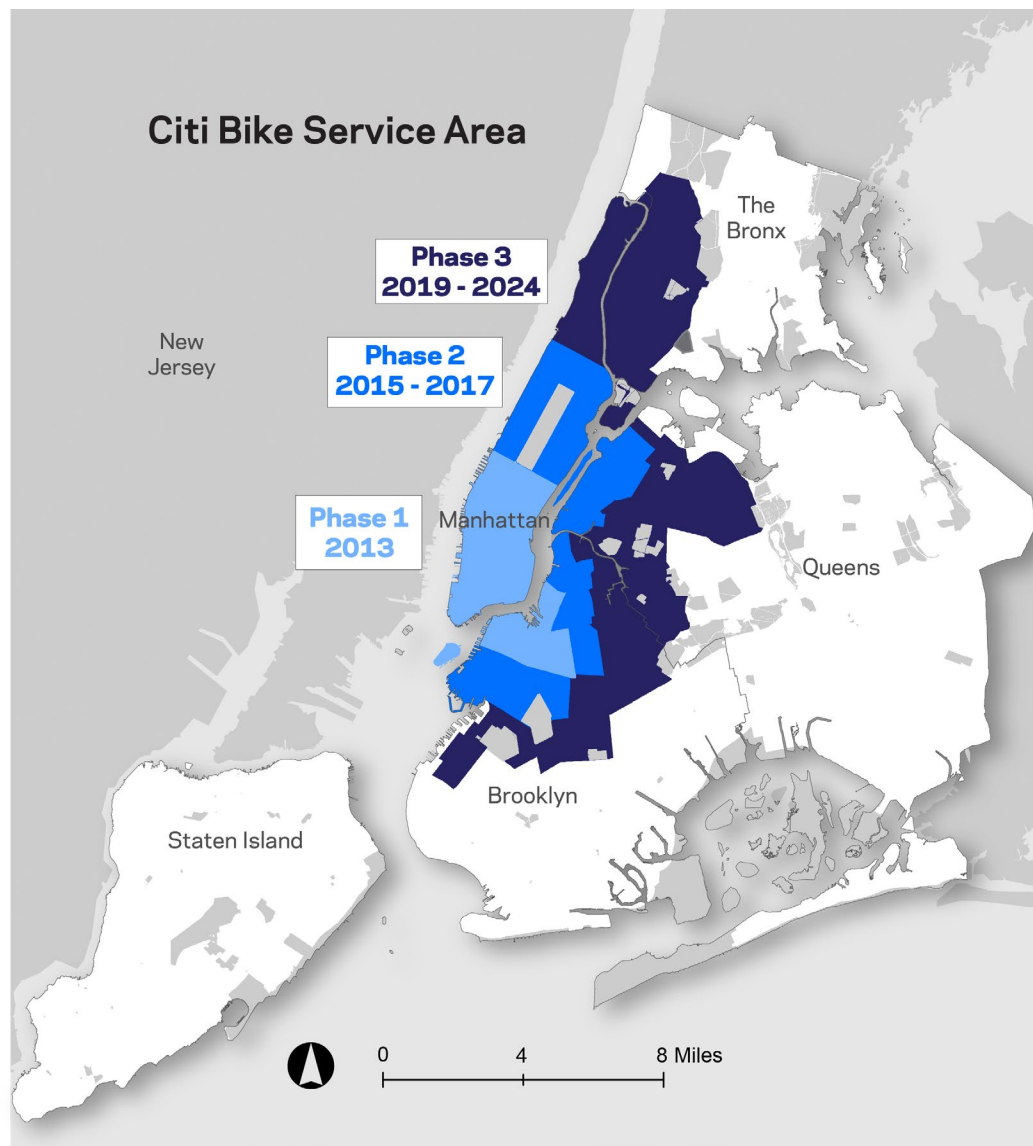 Citi Bike Service Area
The
Bronx
Phase 3
2019 - 2024
New
Jersey
Phase 2
2015 - 2017
Phase 1
2013
Manhattan
Queens
Brooklyn
Staten Island
0 4 8 Miles